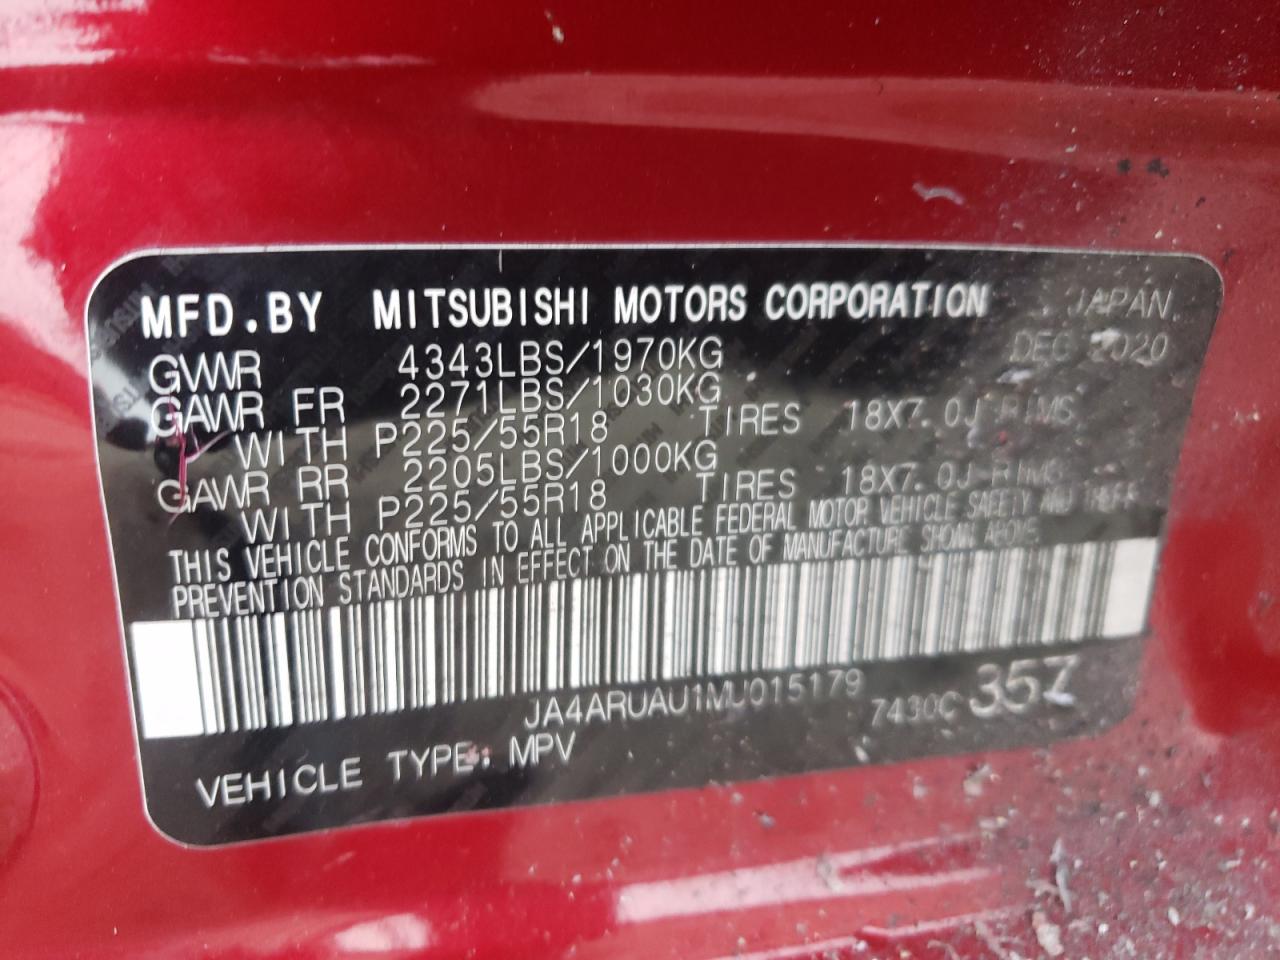 MFD.BY MITSUBISHI MOTORS CORPORATION JAPAN
GVWR 4343LBS/1970KG DEC 2020
GAWR FR 2271LBS/1030KG
WITH P225/55R18 TIRES 18X7.0J RIMS
GAWR RR 2205LBS/1000KG
WITH P225/55R18 TIRES 18X7.0J-RIMS
THIS VEHICLE CONFORMS TO ALL APPLICABLE FEDERAL MOTOR VEHICLE SAFETY AND THEFT
PREVENTION STANDARDS IN EFFECT ON THE DATE OF MANUFACTURE SHOWN ABOVE
JA4ARUAU1MU015179 7430C 357
VEHICLE TYPE: MPV